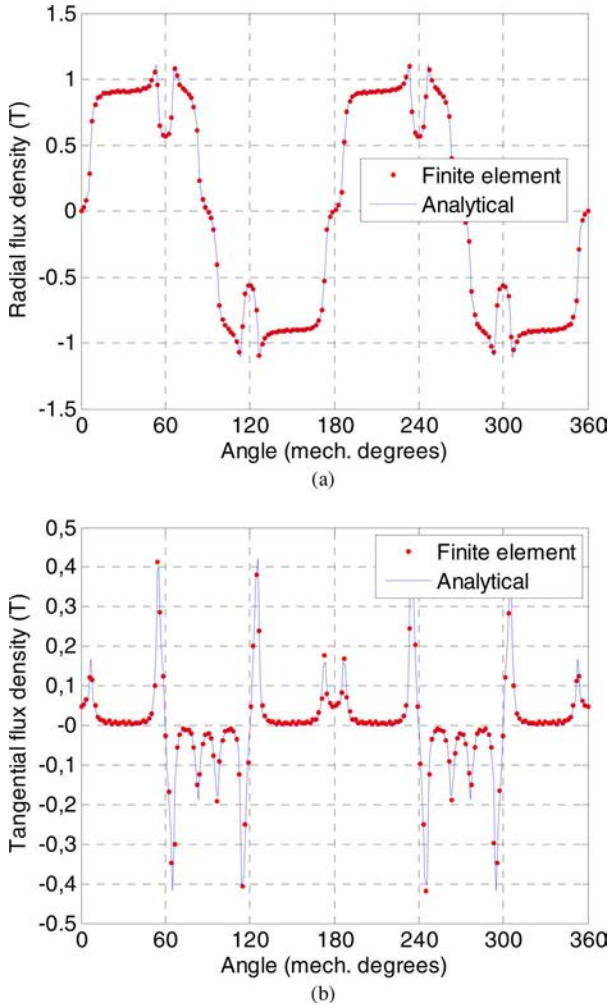 1.5
1
0.5
0
-0.5
-1
-1.5
Radial flux density (T)
Finite element
Analytical
0 60 120 180 240 300 360
Angle (mech. degrees)
(a)
0,5
0,4
0,3
0,2
0,1
-0
-0,1
-0,2
-0,3
-0.4
-0.5
Tangential flux density (T)
Finite element
Analytical
0 60 120 180 240 300 360
Angle (mech. degrees)
(b)